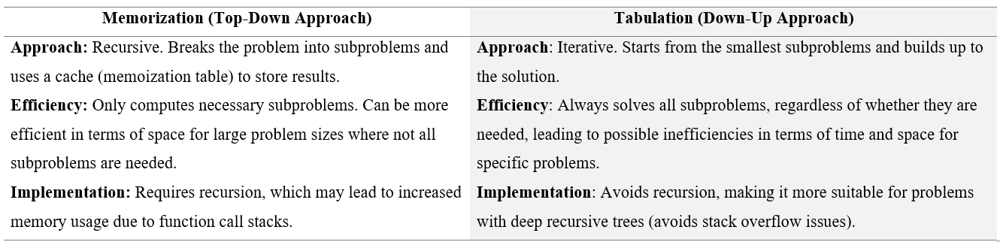 Memorization (Top-Down Approach)
Tabulation (Down-Up Approach)
Approach: Recursive. Breaks the problem into subproblems and
uses a cache (memoization table) to store results.
Efficiency: Only computes necessary subproblems. Can be more
efficient in terms of space for large problem sizes where not all
subproblems are needed.
Implementation: Requires recursion, which may lead to increased
memory usage due to function call stacks.
Approach: Iterative. Starts from the smallest subproblems and builds up to
the solution.
Efficiency: Always solves all subproblems, regardless of whether they are
needed, leading to possible inefficiencies in terms of time and space for
specific problems.
Implementation: Avoids recursion, making it more suitable for problems
with deep recursive trees (avoids stack overflow issues).